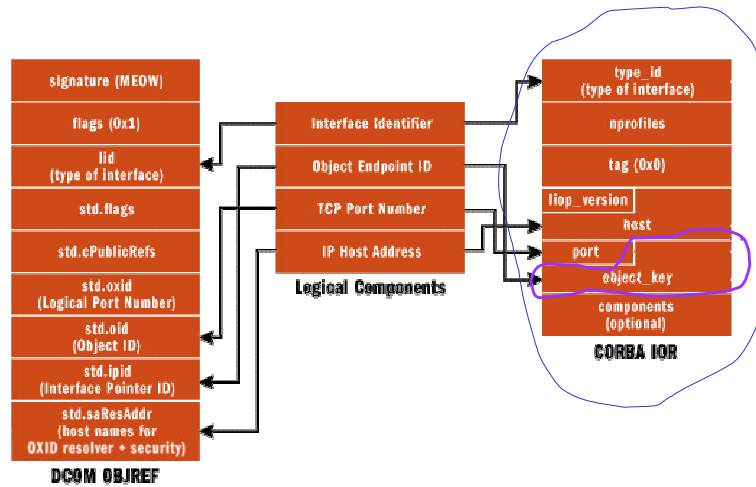 signature (MEOW)
flags (0x1)
Iid
(type of interface)
std.flags
std.cPublicRefs
std.oxid
(Logical Port Number)
std.oid
(Object ID)
std.ipid
(Interface Pointer ID)
std.saResAddr
(host names for
OXID resolver + security)
DCOM OBJREF
Interface Identifier
Object Endpoint ID
TCP Port Number
IP Host Address
Logical Components
type_id
(type of interface)
nprofiles
tag (0x0)
Iiop_version
host
port
object_key
components
(optional)
CORBA IOR